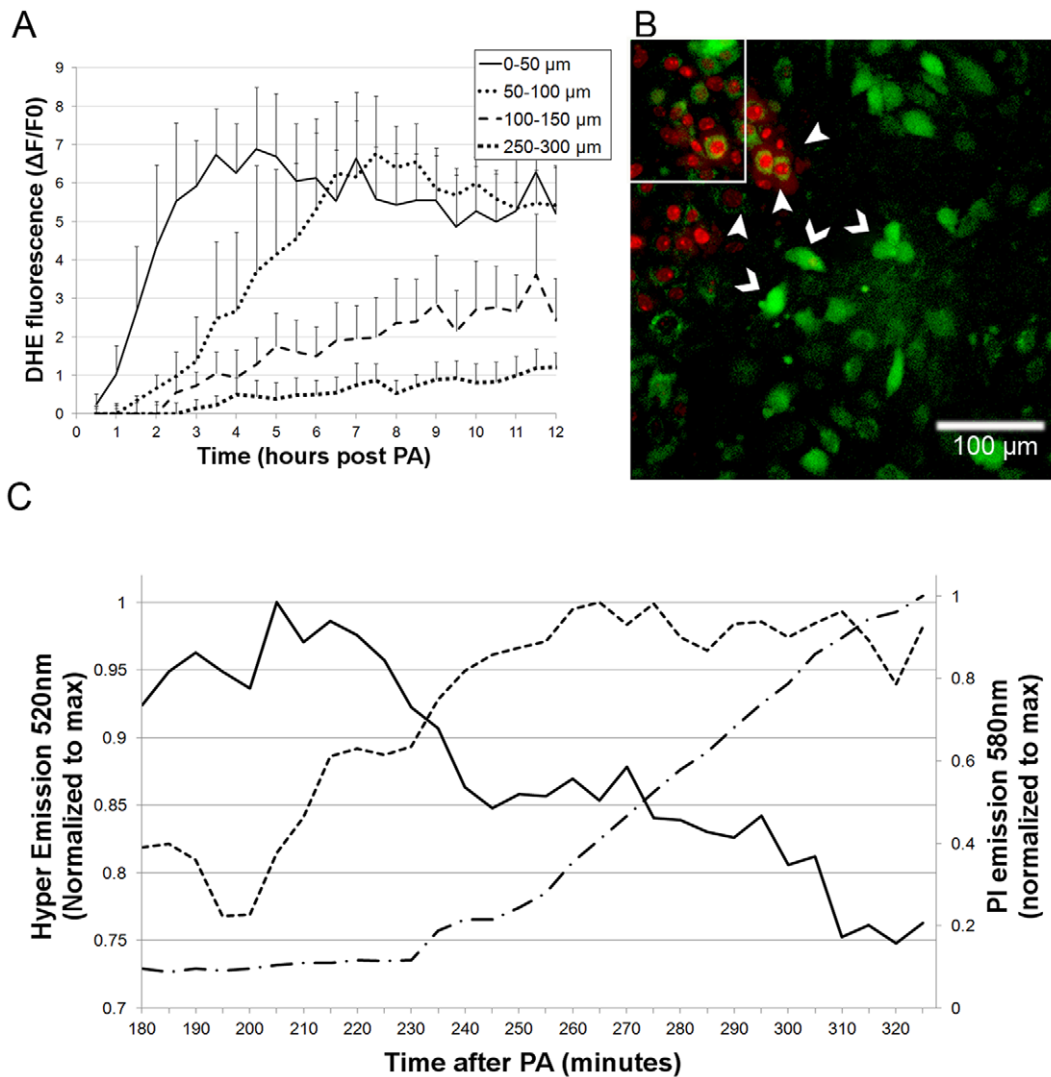 A
DHE fluorescence (ΔF/F0)
9
8
7
6
5
4
3
2
1
0
0 1 2 3 4 5 6 7 8 9 10 11 12
Time (hours post PA)
0-50 µm
50-100 µm
100-150 µm
250-300 µm
B
100 µm
C
Hyper Emission 520nm
(Normalized to max)
1
0.95
0.9
0.85
0.8
0.75
0.7
180 190 200 210 220 230 240 250 260 270 280 290 300 310 320
Time after PA (minutes)
1
0.8
0.6
0.4
0.2
0
PI emission 580nm
(normalized to max)